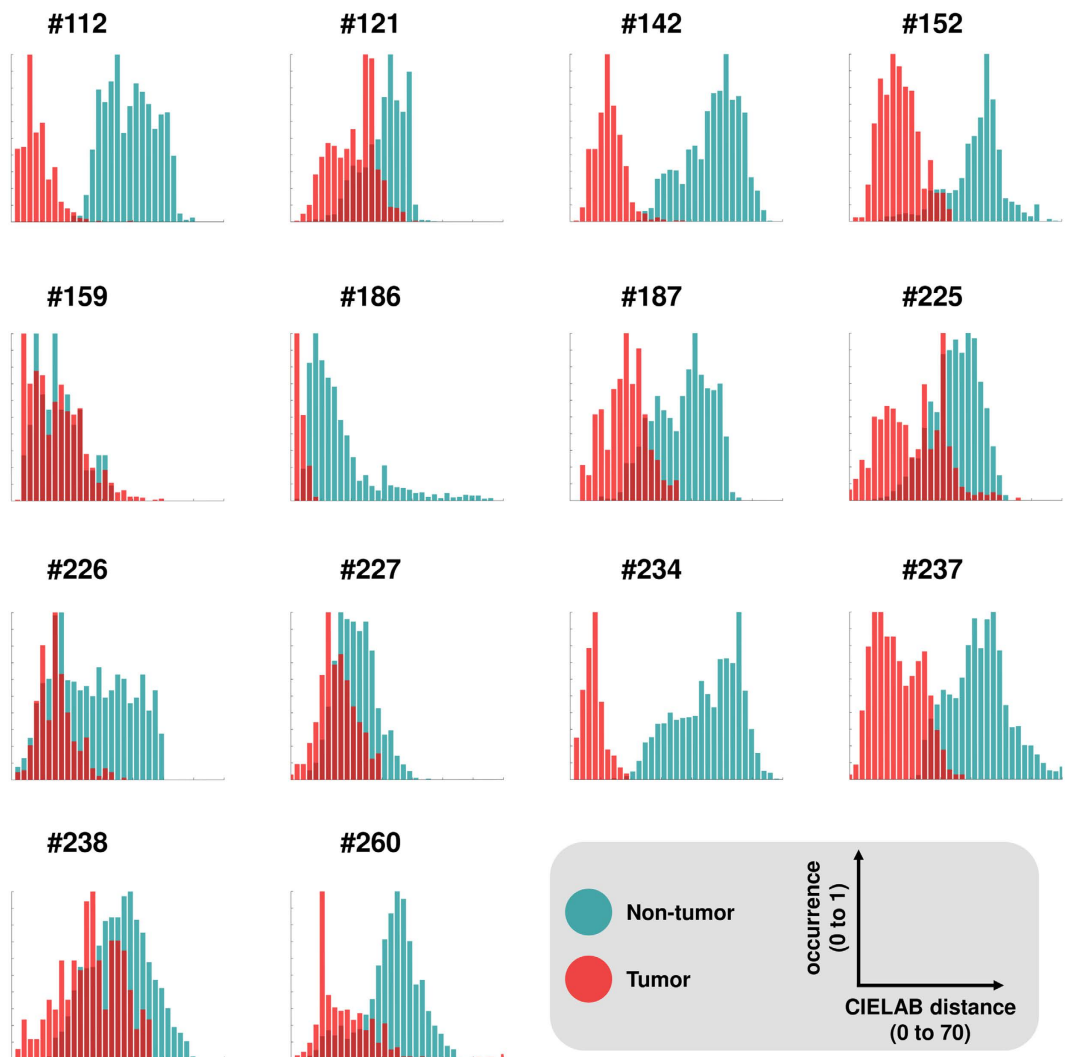 #112
#121
#142
#152
#159
#186
#187
#225
#226
#227
#234
#237
#238
#260
Non-tumor
Tumor
occurrence
(0 to 1)
CIELAB distance
(0 to 70)